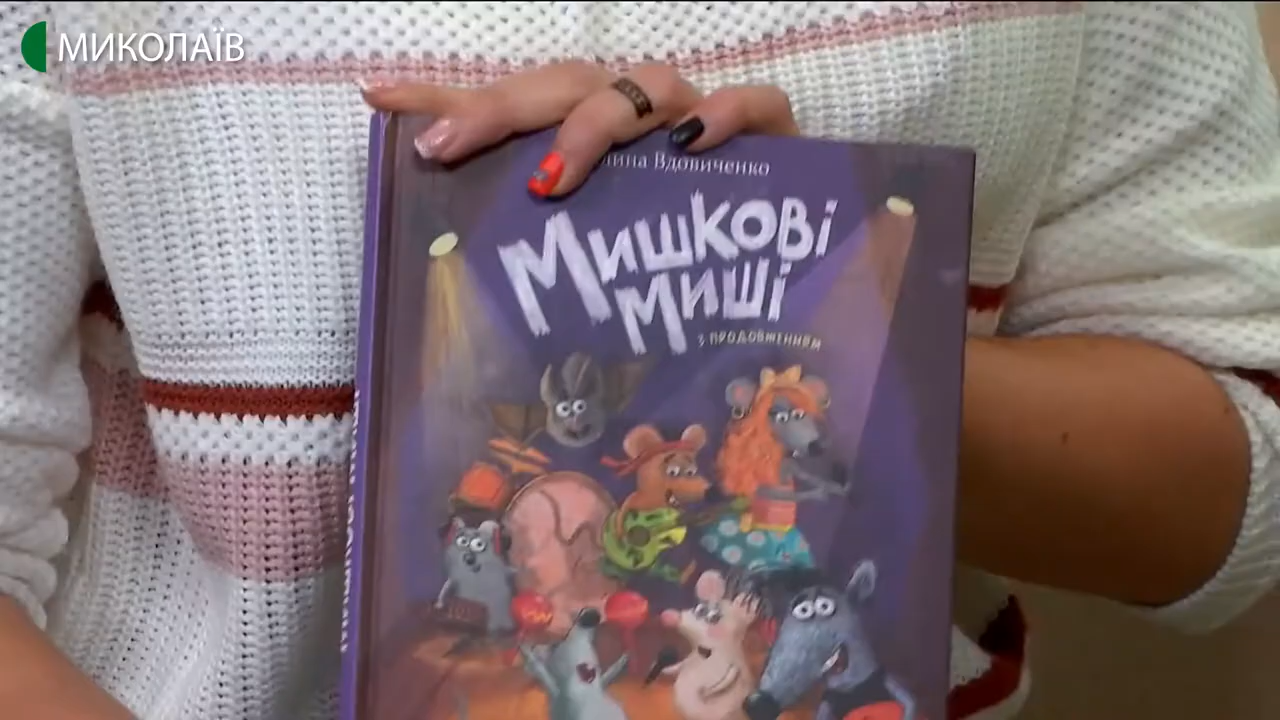 МИКОЛАЇВ
Вдовиченко
Мишкові
миші
з продовженням